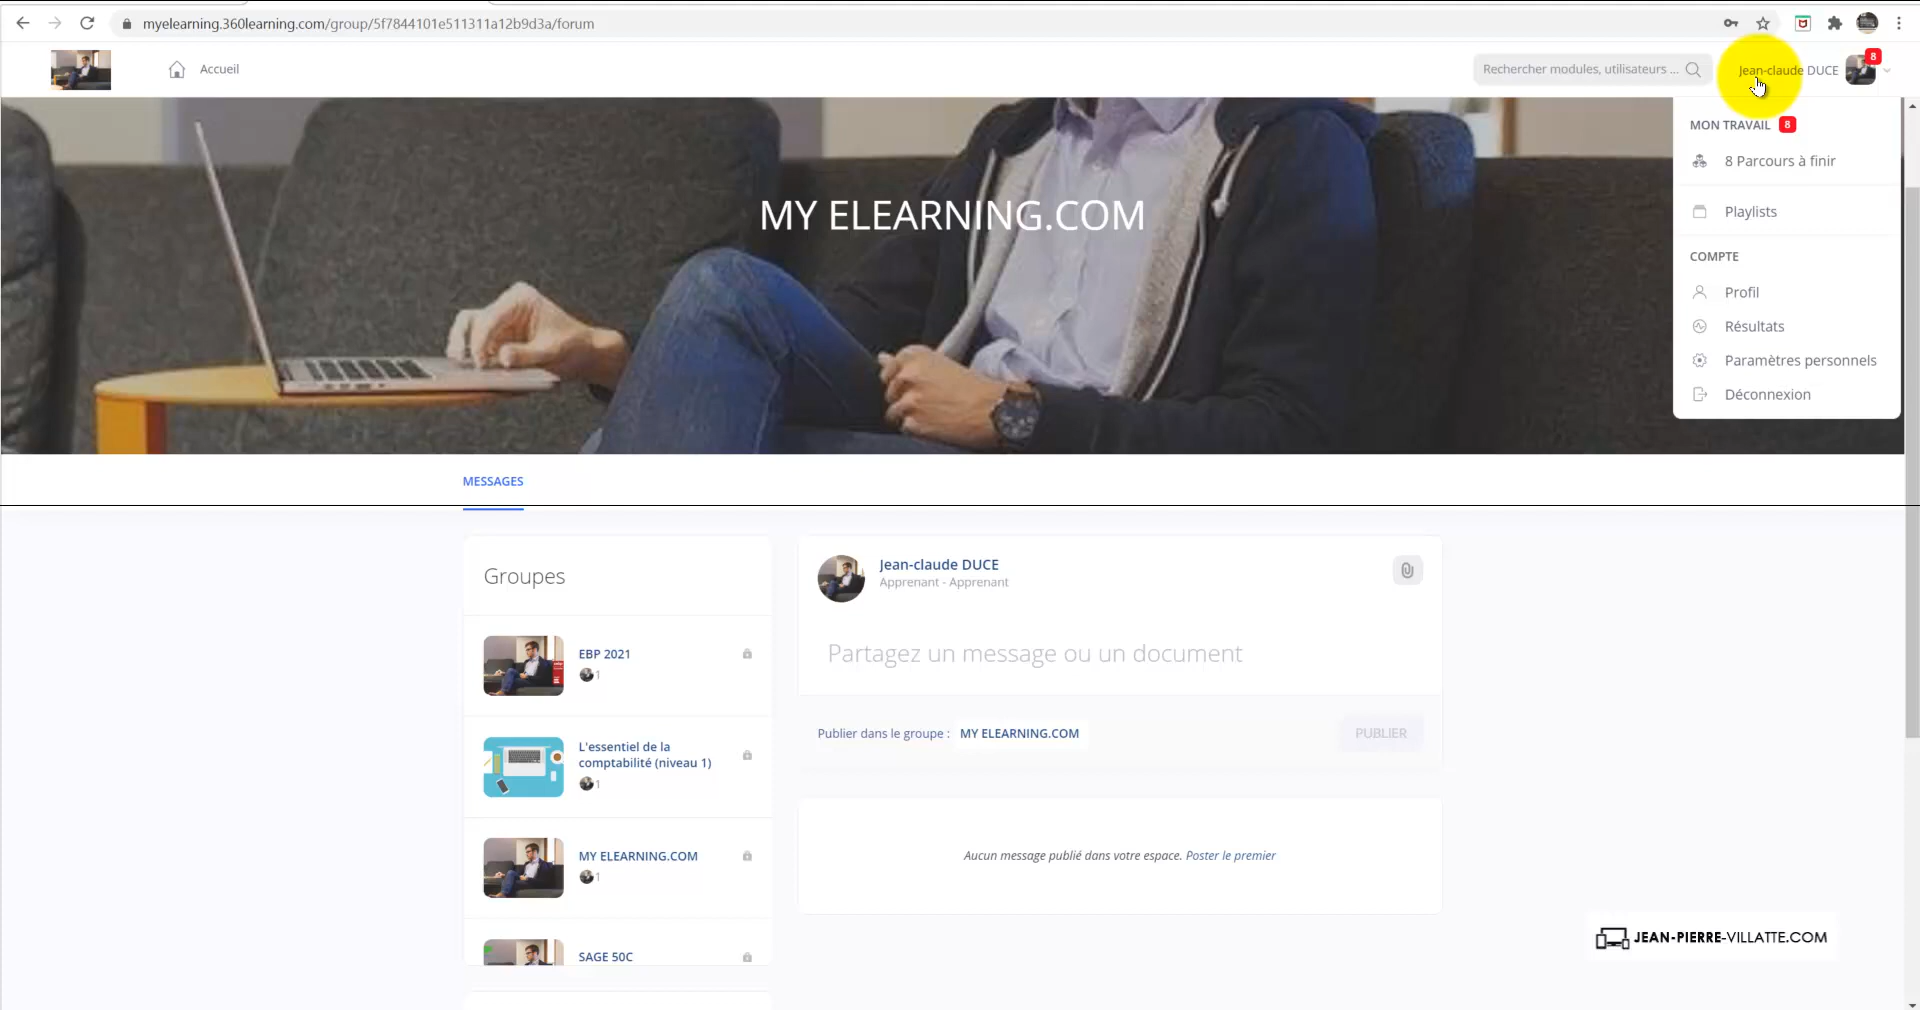 myelearning.360learning.com/group/5f7844101e511311a12b9d3a/forum
Accueil
Rechercher modules, utilisateurs ...
Jean-claude DUCE
8
MON TRAVAIL 8
8 Parcours à finir
Playlists
COMPTE
Profil
Résultats
Paramètres personnels
Déconnexion
MY ELEARNING.COM
MESSAGES
Groupes
EBP 2021
1
L'essentiel de la
comptabilité (niveau 1)
1
MY ELEARNING.COM
1
SAGE 50C
Jean-claude DUCE
Apprenant - Apprenant
Partagez un message ou un document
Publier dans le groupe : MY ELEARNING.COM
PUBLIER
Aucun message publié dans votre espace. Poster le premier
JEAN-PIERRE-VILLATTE.COM